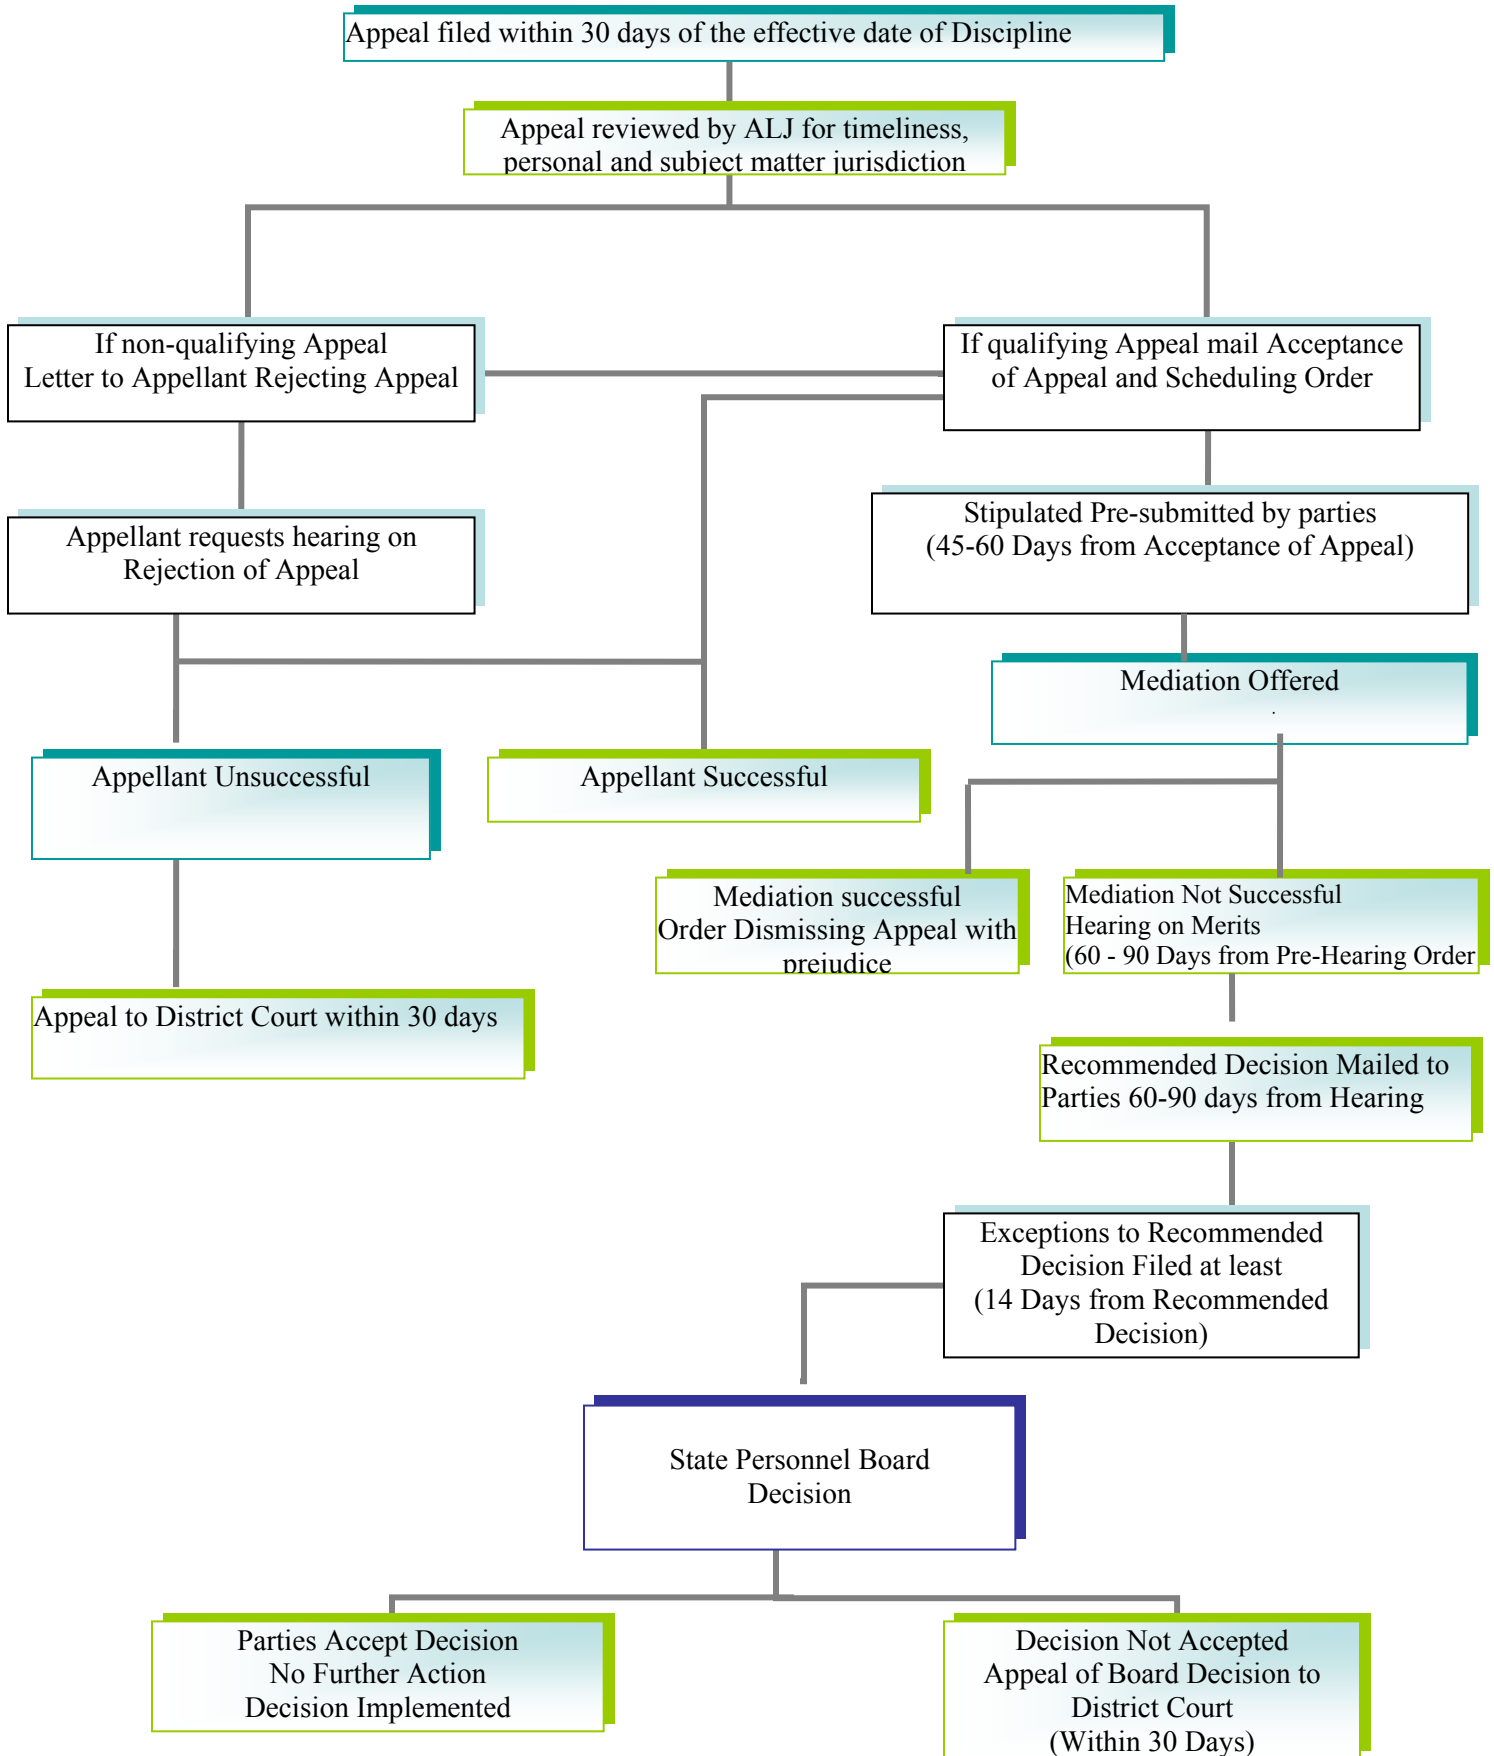 Appeal filed within 30 days of the effective date of Discipline
Appeal reviewed by ALJ for timeliness,
personal and subject matter jurisdiction
If non-qualifying Appeal
Letter to Appellant Rejecting Appeal
If qualifying Appeal mail Acceptance
of Appeal and Scheduling Order
Appellant requests hearing on
Rejection of Appeal
Stipulated Pre-submitted by parties
(45-60 Days from Acceptance of Appeal)
Mediation Offered
.
Appellant Unsuccessful
Appellant Successful
Mediation successful
Order Dismissing Appeal with
prejudice
Mediation Not Successful
Hearing on Merits
(60 - 90 Days from Pre-Hearing Order
Appeal to District Court within 30 days
Recommended Decision Mailed to
Parties 60-90 days from Hearing
Exceptions to Recommended
Decision Filed at least
(14 Days from Recommended
Decision)
State Personnel Board
Decision
Parties Accept Decision
No Further Action
Decision Implemented
Decision Not Accepted
Appeal of Board Decision to
District Court
(Within 30 Days)